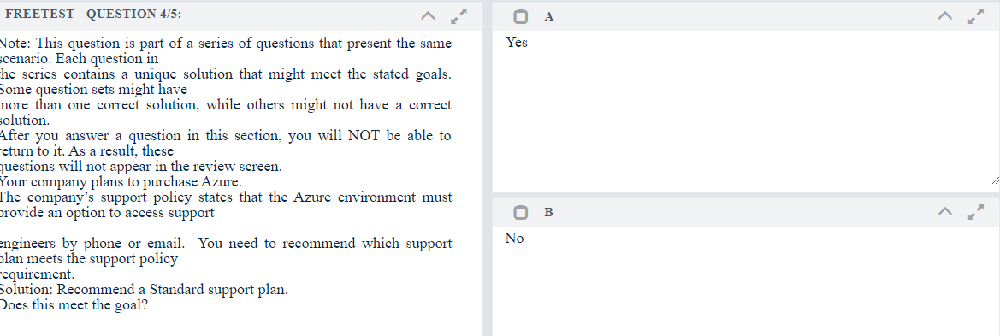 FREETEST - QUESTION 4/5:
Note: This question is part of a series of questions that present the same
scenario. Each question in
the series contains a unique solution that might meet the stated goals.
Some question sets might have
more than one correct solution, while others might not have a correct
solution.
After you answer a question in this section, you will NOT be able to
return to it. As a result, these
questions will not appear in the review screen.
Your company plans to purchase Azure.
The company's support policy states that the Azure environment must
provide an option to access support
engineers by phone or email. You need to recommend which support
plan meets the support policy
requirement.
Solution: Recommend a Standard support plan.
Does this meet the goal?
A
Yes
B
No